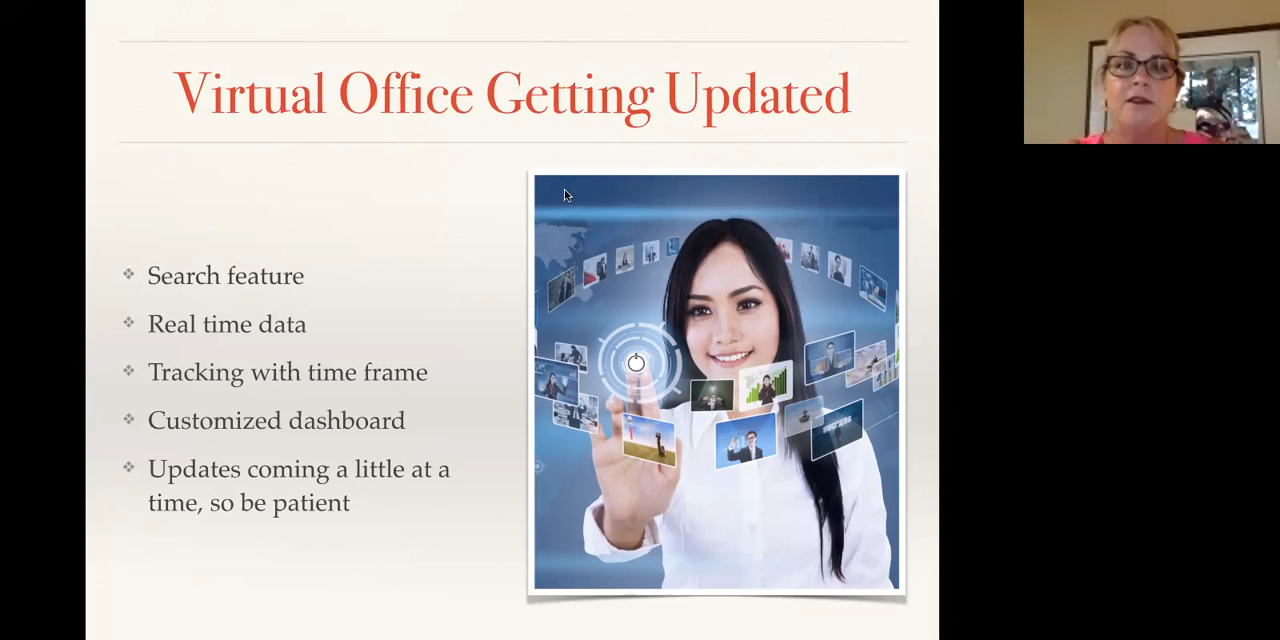 Virtual Office Getting Updated
Search feature
Real time data
Tracking with time frame
Customized dashboard
Updates coming a little at a
time, so be patient
SUCCESS